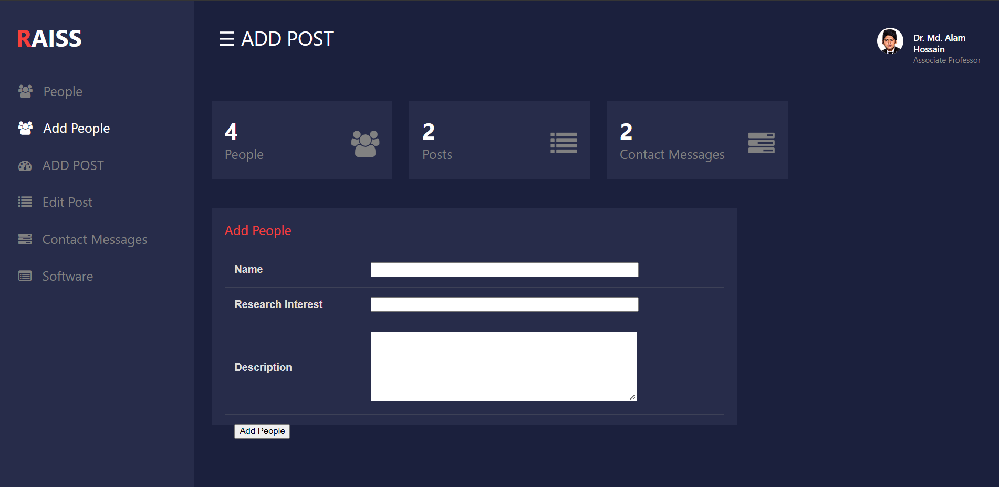 RAISS
People
Add People
ADD POST
Edit Post
Contact Messages
Software
☰ ADD POST
Dr. Md. Alam
Hossain
Associate Professor
4
People
2
Posts
2
Contact Messages
Add People
Name
Research Interest
Description
Add People